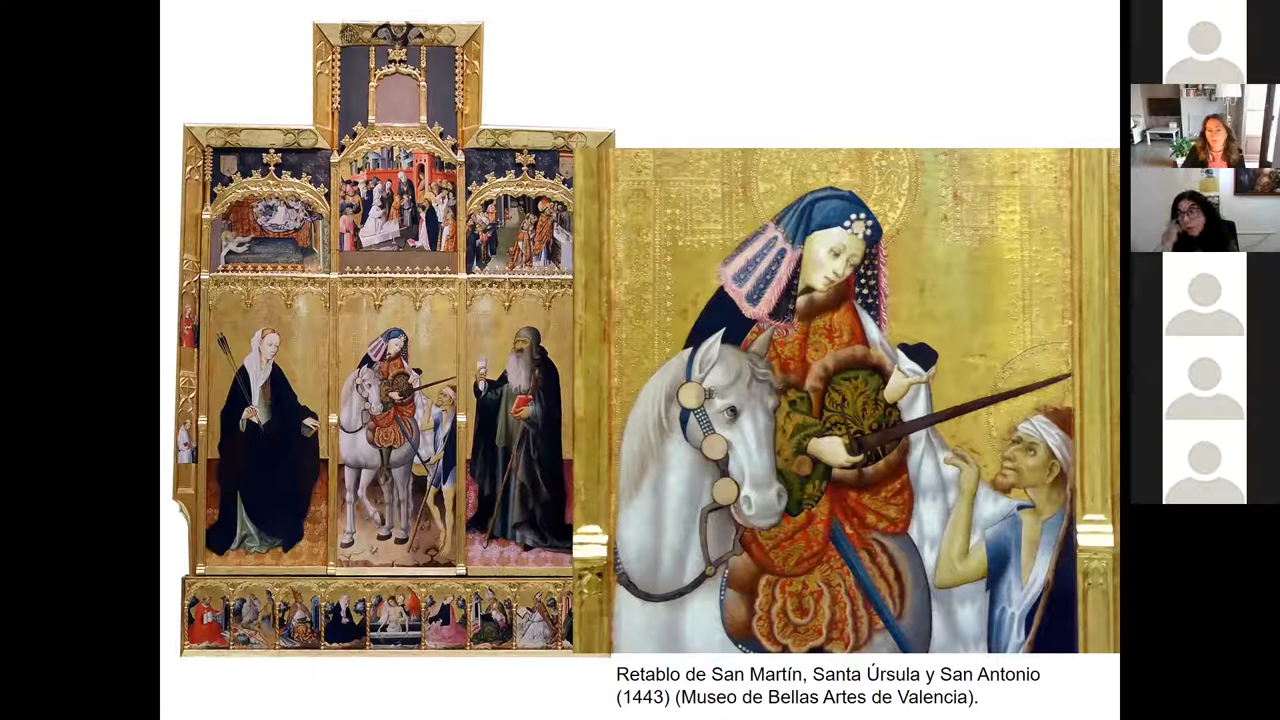 Retablo de San Martín, Santa Úrsula y San Antonio
(1443) (Museo de Bellas Artes de Valencia).